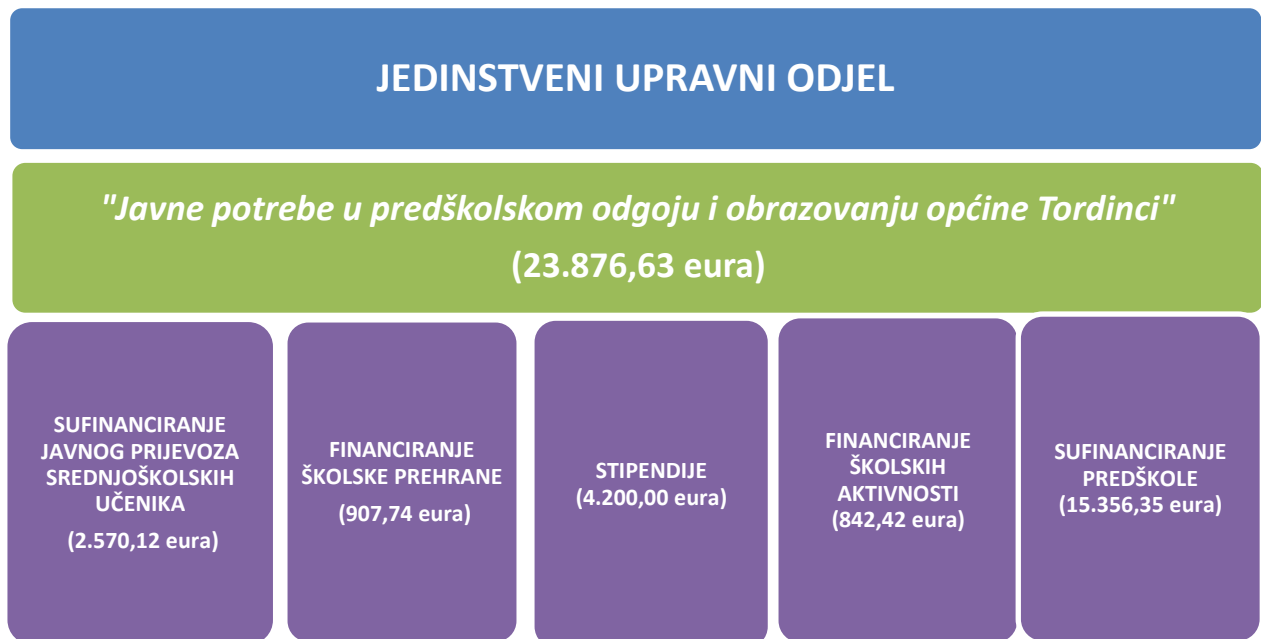 JEDINSTVENI UPRAVNI ODJEL
"Javne potrebe u predškolskom odgoju i obrazovanju općine Tordinci"
(23.876,63 eura)
SUFINANCIRANJE
JAVNOG PRIJEVOZA
SREDNJOŠKOLSKIH
UČENIKA
(2.570,12 eura)
FINANCIRANJE
ŠKOLSKE PREHRANE
(907,74 eura)
STIPENDIJE
(4.200,00 eura)
FINANCIRANJE
ŠKOLSKIH
AKTIVNOSTI
(842,42 eura)
SUFINANCIRANJE
PREDŠKOLE
(15.356,35 eura)